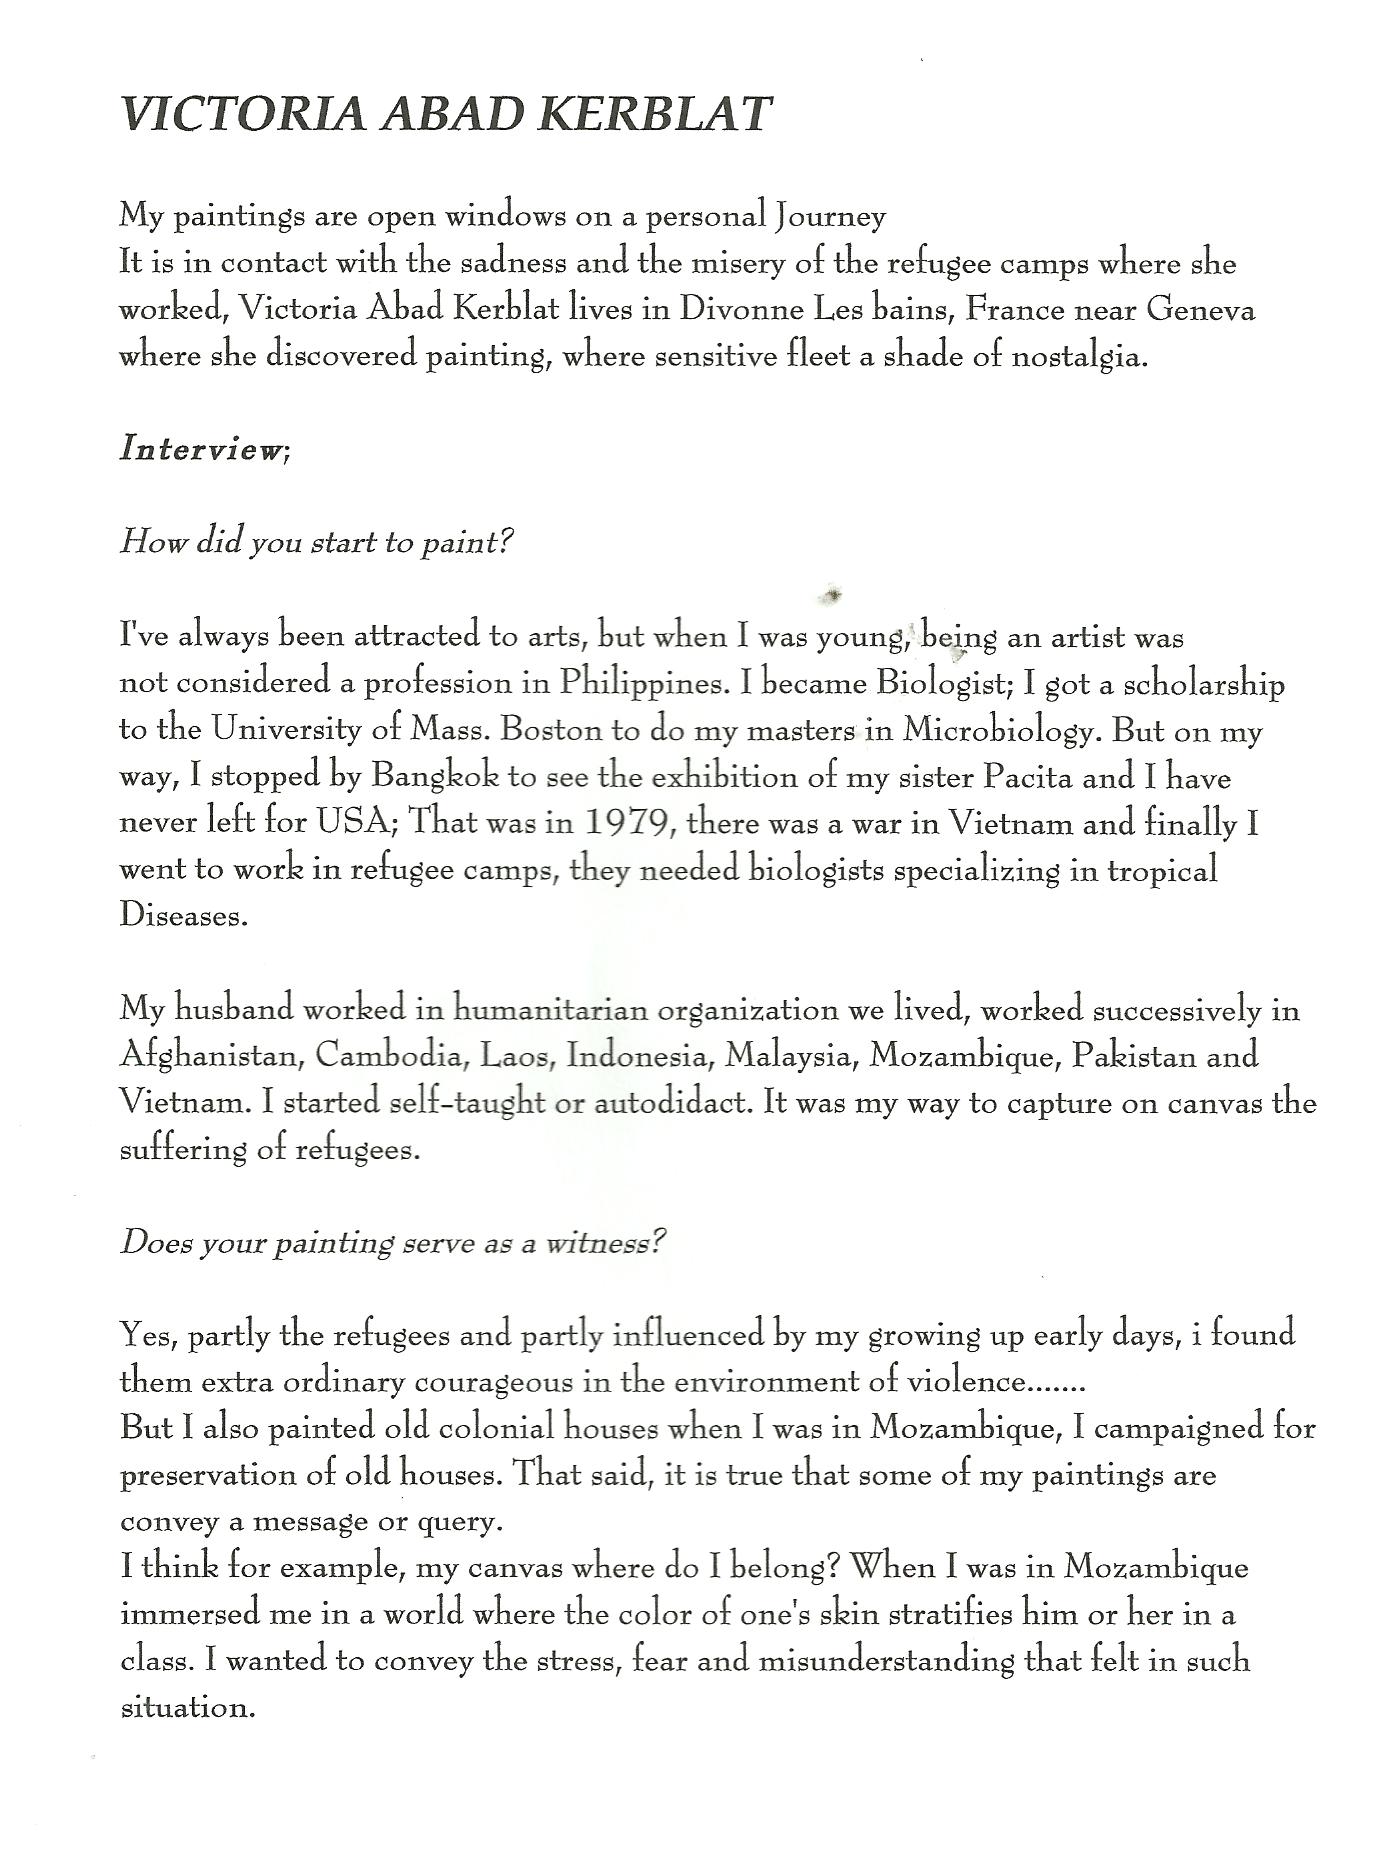 VICTORIA ABAD KERBLAT
My paintings are open windows on a personal Journey
It is in contact with the sadness and the misery of the refugee camps where she
worked, Victoria Abad Kerblat lives in Divonne Les bains, France near Geneva
where she discovered painting, where sensitive fleet a shade of nostalgia.
Interview;
How did you start to paint?
I've always been attracted to arts, but when I was young, being an artist was
not considered a profession in Philippines. I became Biologist; I got a scholarship
to the University of Mass. Boston to do my masters in Microbiology. But on my
way, I stopped by Bangkok to see the exhibition of my sister Pacita and I have
never left for USA; That was in 1979, there was a war in Vietnam and finally I
went to work in refugee camps, they needed biologists specializing in tropical
Diseases.
My husband worked in humanitarian organization we lived, worked successively in
Afghanistan, Cambodia, Laos, Indonesia, Malaysia, Mozambique, Pakistan and
Vietnam. I started self-taught or autodidact. It was my way to capture on canvas the
suffering of refugees.
Does your painting serve as a witness?
Yes, partly the refugees and partly influenced by my growing up early days, i found
them extra ordinary courageous in the environment of violence.......
But I also painted old colonial houses when I was in Mozambique, I campaigned for
preservation of old houses. That said, it is true that some of my paintings are
convey a message or query.
I think for example, my canvas where do I belong? When I was in Mozambique
immersed me in a world where the color of one's skin stratifies him or her in a
class. I wanted to convey the stress, fear and misunderstanding that felt in such
situation.